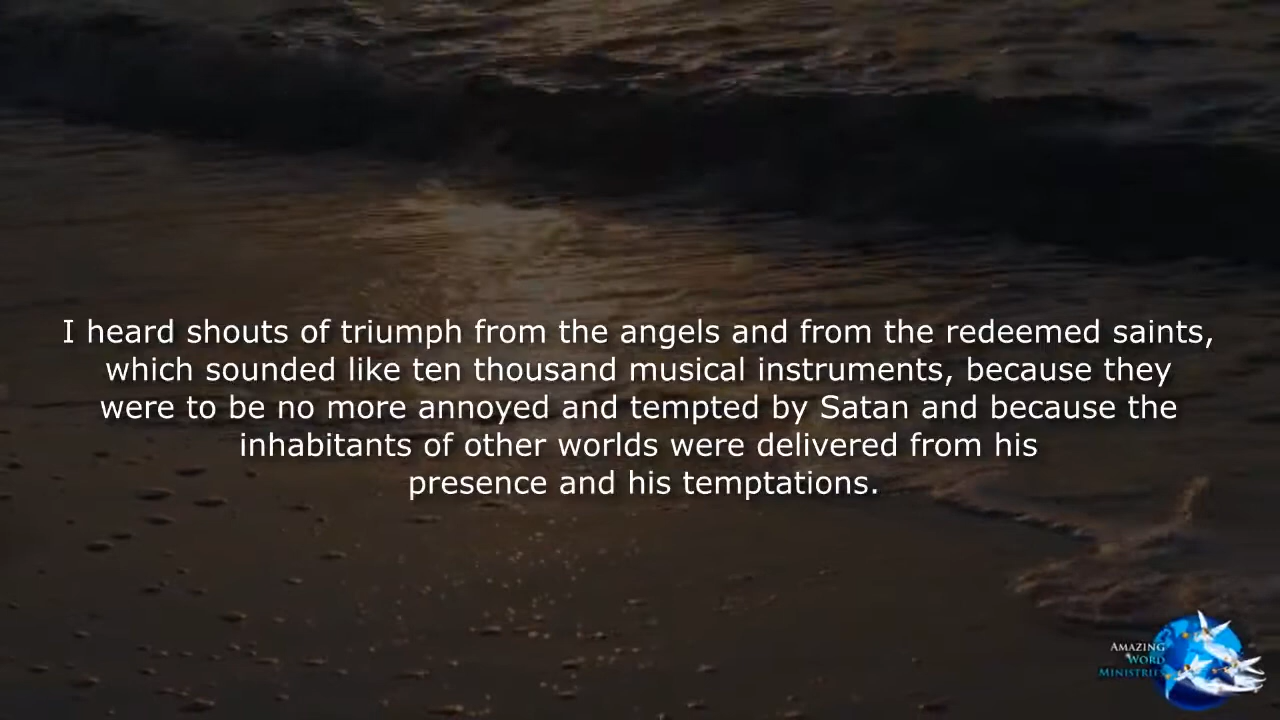 I heard shouts of triumph from the angels and from the redeemed saints,
which sounded like ten thousand musical instruments, because they
were to be no more annoyed and tempted by Satan and because the
inhabitants of other worlds were delivered from his
presence and his temptations.
AMAZING
WORD